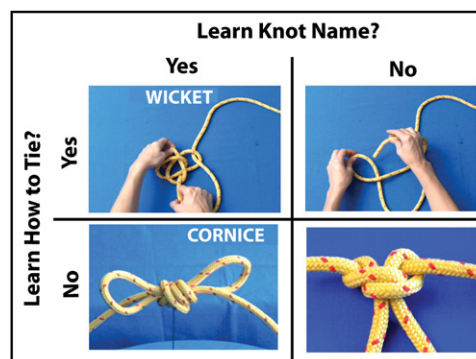 Learn Knot Name?
Yes
No
Learn How to Tie?
Yes
WICKET
No
CORNICE